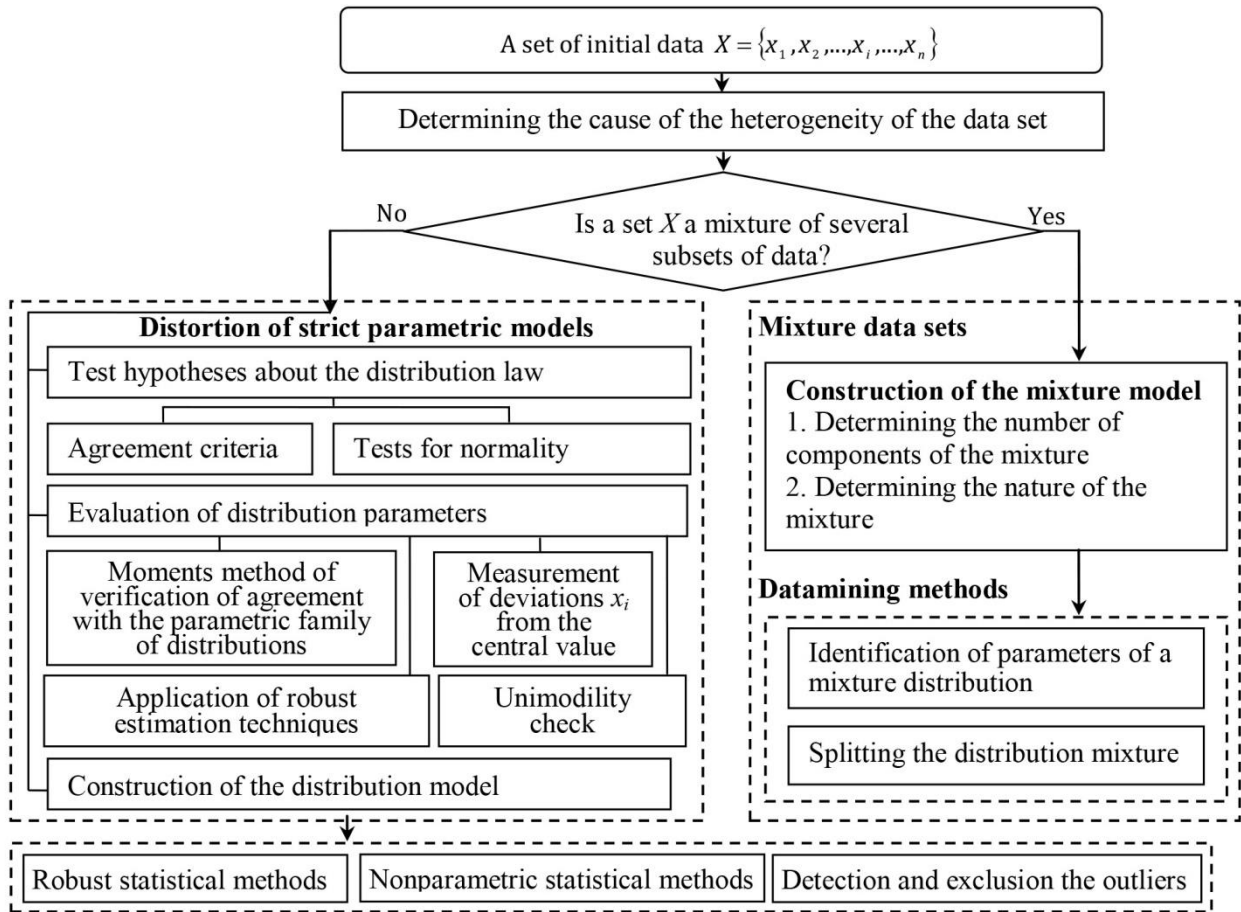 A set of initial data X = {x₁, x₂,...,xᵢ,...,xₙ}
Determining the cause of the heterogeneity of the data set
No
Yes
Is a set X a mixture of several
subsets of data?
Distortion of strict parametric models
Test hypotheses about the distribution law
Agreement criteria
Tests for normality
Evaluation of distribution parameters
Moments method of
verification of agreement
with the parametric family
of distributions
Measurement
of deviations xᵢ
from the
central value
Application of robust
estimation techniques
Unimodility
check
Construction of the distribution model
Mixture data sets
Construction of the mixture model
1. Determining the number of
components of the mixture
2. Determining the nature of the
mixture
Datamining methods
Identification of parameters of a
mixture distribution
Splitting the distribution mixture
Robust statistical methods
Nonparametric statistical methods
Detection and exclusion the outliers